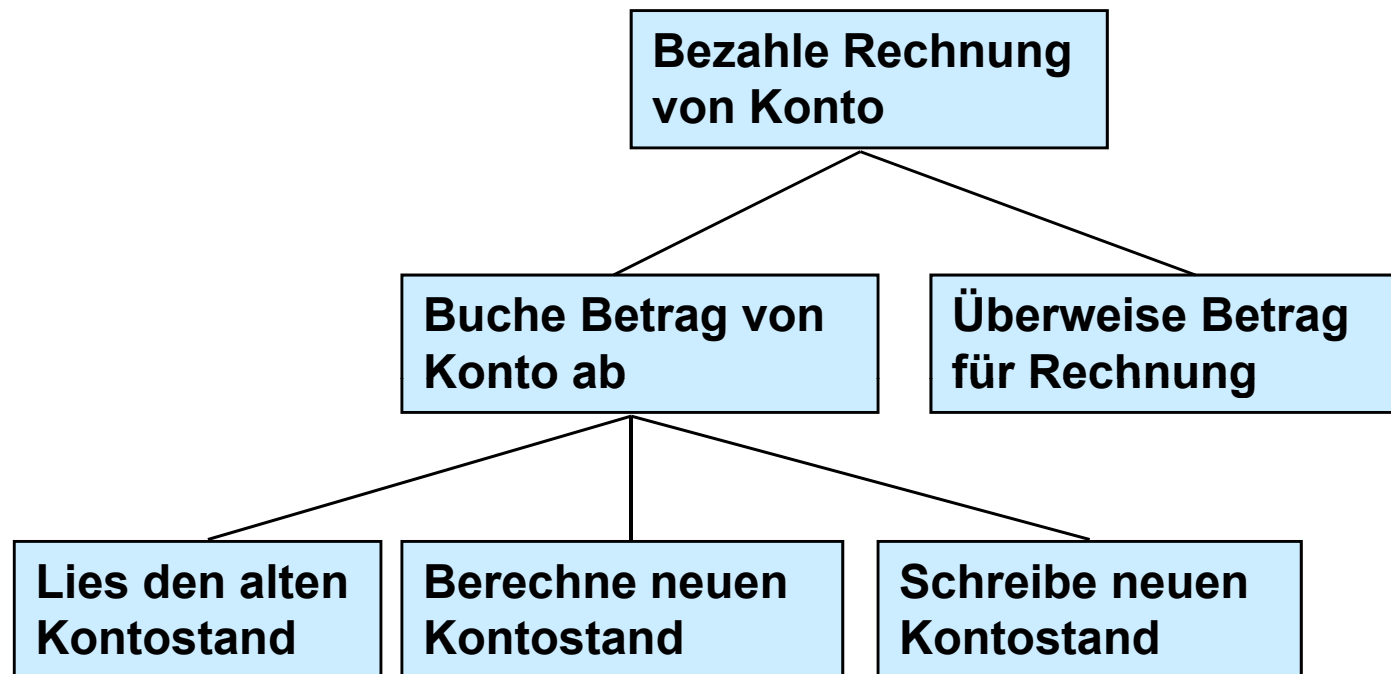 Bezahle Rechnung
von Konto
Buche Betrag von
Konto ab
Überweise Betrag
für Rechnung
Lies den alten
Kontostand
Berechne neuen
Kontostand
Schreibe neuen
Kontostand